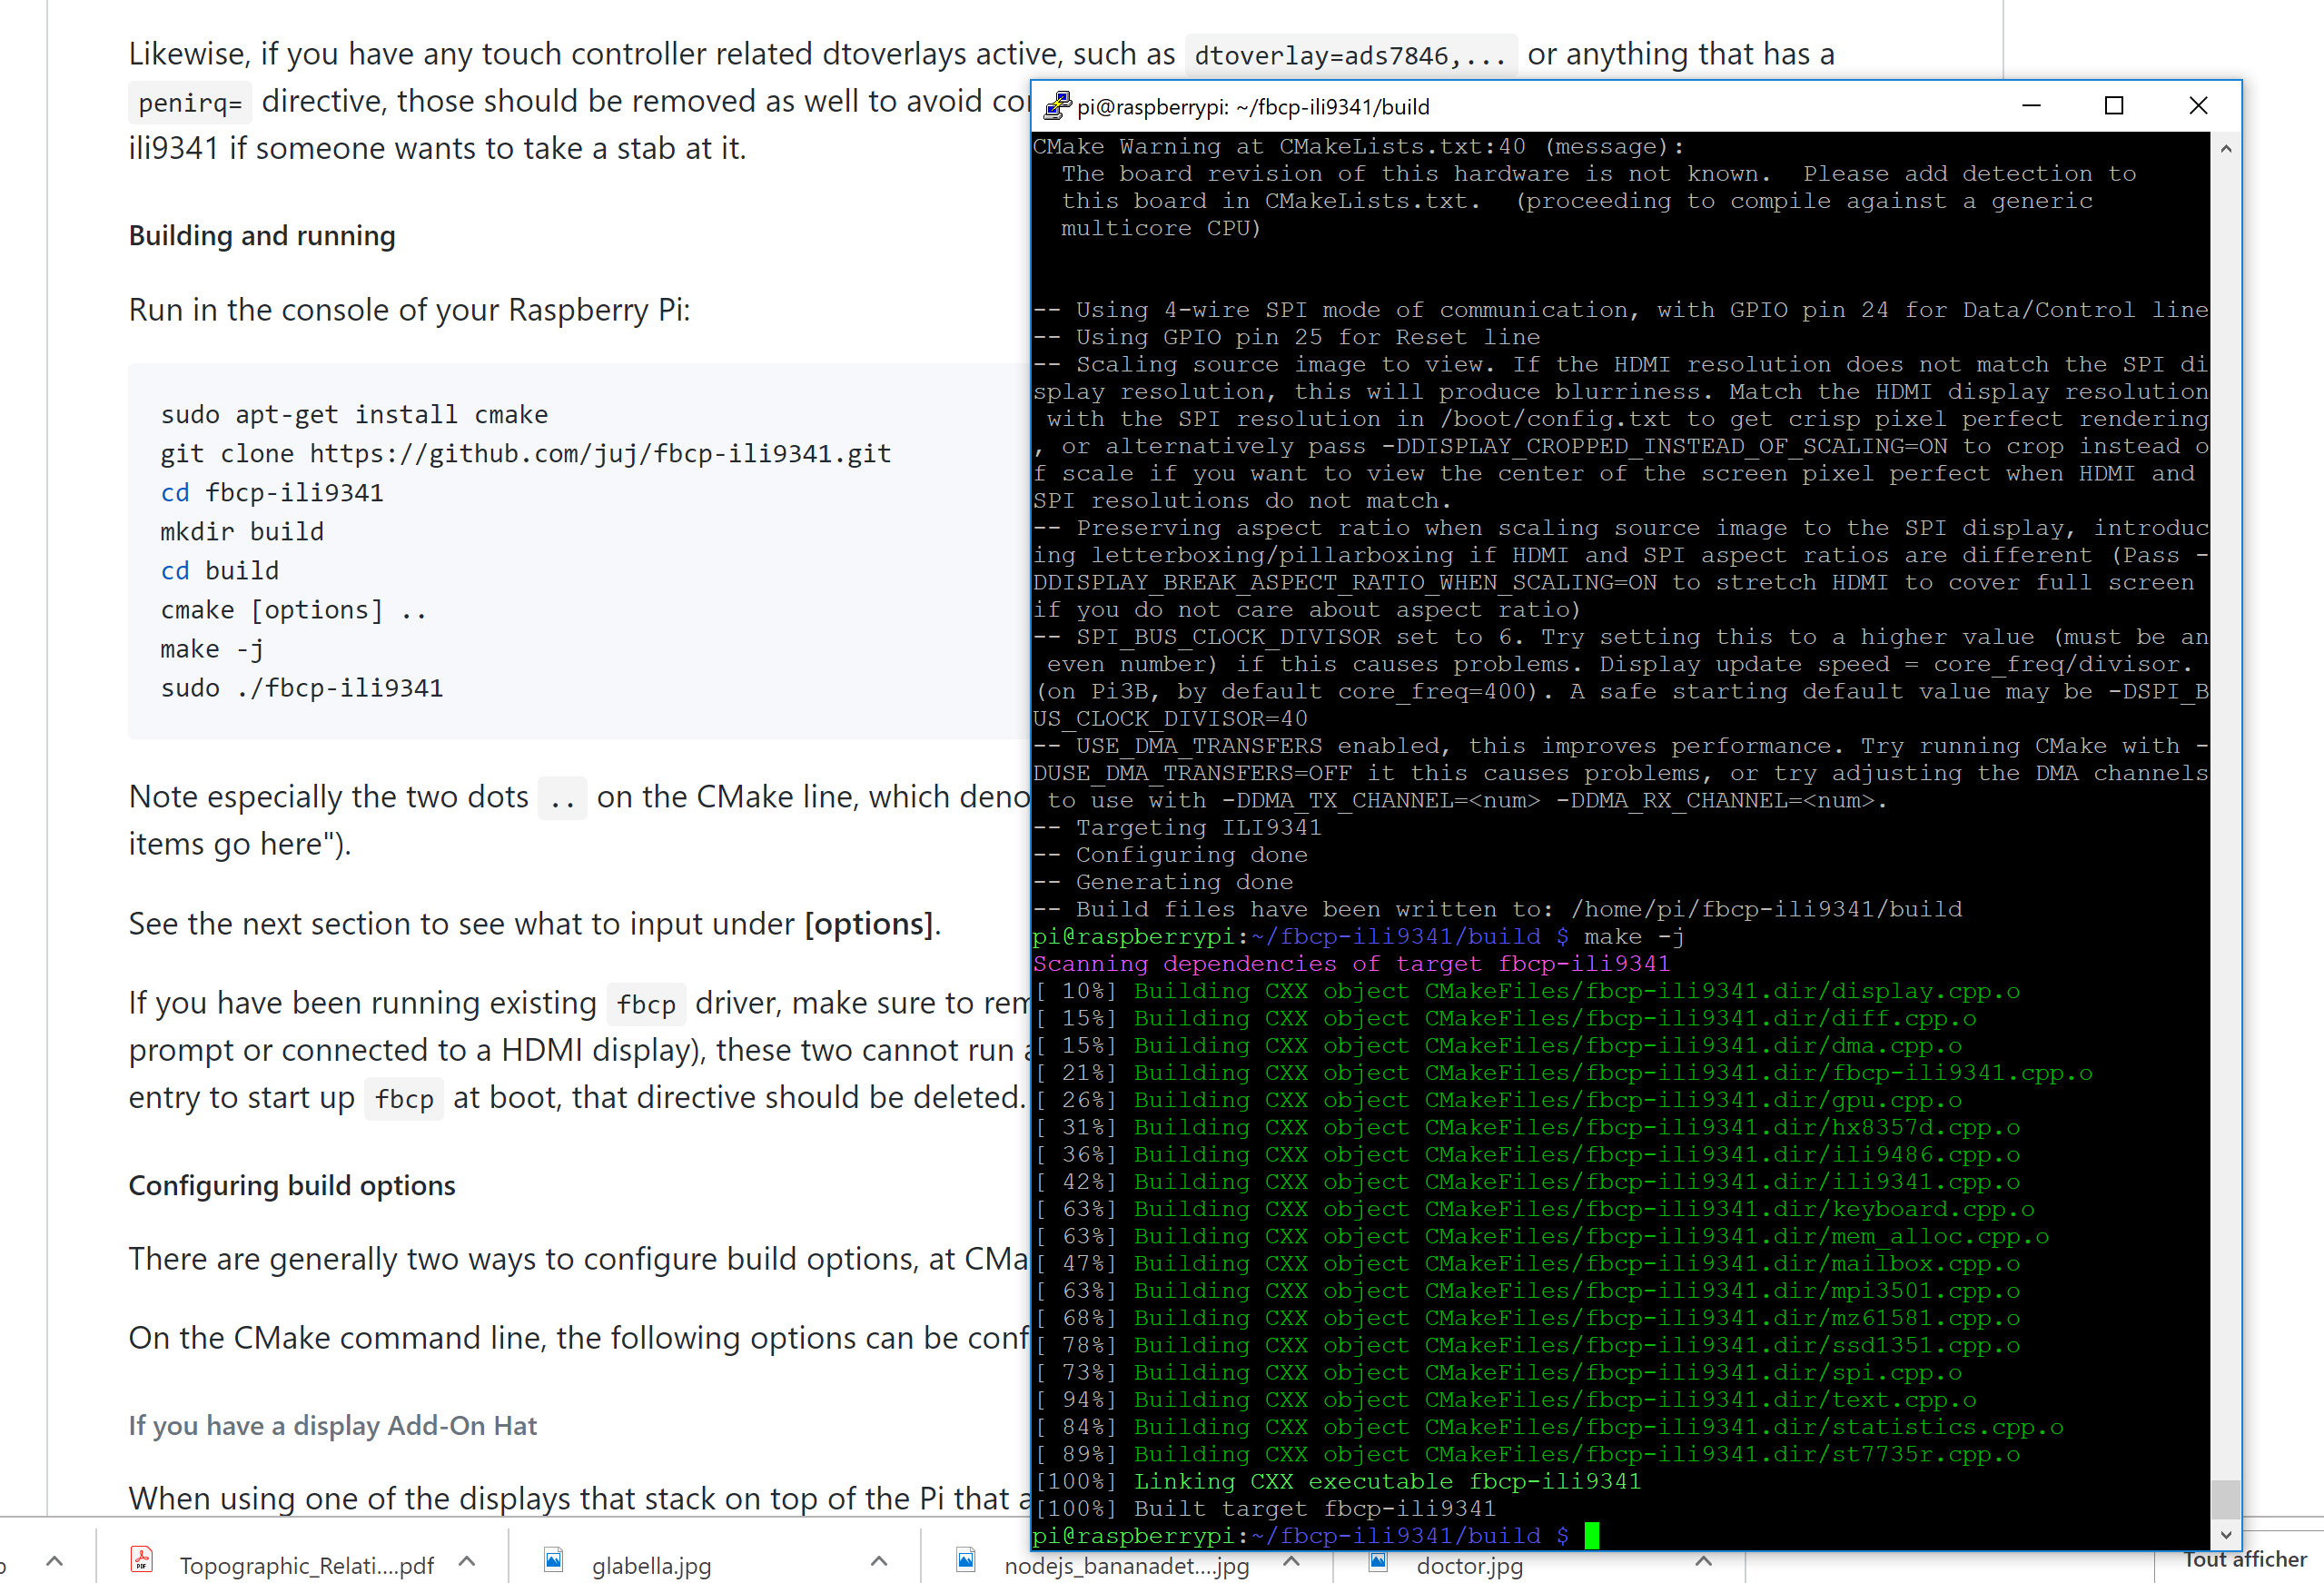 Likewise, if you have any touch controller related dtoverlays active, such as dtoverlay=ads7846,... or anything that has a
penirq= directive, those should be removed as well to avoid co
ili9341 if someone wants to take a stab at it.
Building and running
Run in the console of your Raspberry Pi:
sudo apt-get install cmake
git clone https://github.com/juj/fbcp-ili9341.git
cd fbcp-ili9341
mkdir build
cd build
cmake [options] ..
make -j
sudo ./fbcp-ili9341
Note especially the two dots .. on the CMake line, which deno
items go here").
See the next section to see what to input under [options].
If you have been running existing fbcp driver, make sure to rem
prompt or connected to a HDMI display), these two cannot run a
entry to start up fbcp at boot, that directive should be deleted.
Configuring build options
There are generally two ways to configure build options, at CMa
On the CMake command line, the following options can be conf
If you have a display Add-On Hat
When using one of the displays that stack on top of the Pi that a
pi@raspberrypi: ~/fbcp-ili9341/build
CMake Warning at CMakeLists.txt:40 (message):
The board revision of this hardware is not known.  Please add detection to
this board in CMakeLists.txt.  (proceeding to compile against a generic
multicore CPU)
-- Using 4-wire SPI mode of communication, with GPIO pin 24 for Data/Control line
-- Using GPIO pin 25 for Reset line
-- Scaling source image to view. If the HDMI resolution does not match the SPI di
splay resolution, this will produce blurriness. Match the HDMI display resolution
with the SPI resolution in /boot/config.txt to get crisp pixel perfect rendering
, or alternatively pass -DDISPLAY_CROPPED_INSTEAD_OF_SCALING=ON to crop instead o
f scale if you want to view the center of the screen pixel perfect when HDMI and
SPI resolutions do not match.
-- Preserving aspect ratio when scaling source image to the SPI display, introduc
ing letterboxing/pillarboxing if HDMI and SPI aspect ratios are different (Pass -
DDISPLAY_BREAK_ASPECT_RATIO_WHEN_SCALING=ON to stretch HDMI to cover full screen
if you do not care about aspect ratio)
-- SPI_BUS_CLOCK_DIVISOR set to 6. Try setting this to a higher value (must be an
even number) if this causes problems. Display update speed = core_freq/divisor.
(on Pi3B, by default core_freq=400). A safe starting default value may be -DSPI_B
US_CLOCK_DIVISOR=40
-- USE_DMA_TRANSFERS enabled, this improves performance. Try running CMake with -
DUSE_DMA_TRANSFERS=OFF it this causes problems, or try adjusting the DMA channels
to use with -DDMA_TX_CHANNEL=<num> -DDMA_RX_CHANNEL=<num>.
-- Targeting ILI9341
-- Configuring done
-- Generating done
-- Build files have been written to: /home/pi/fbcp-ili9341/build
pi@raspberrypi:~/fbcp-ili9341/build $ make -j
Scanning dependencies of target fbcp-ili9341
[ 10%] Building CXX object CMakeFiles/fbcp-ili9341.dir/display.cpp.o
[ 15%] Building CXX object CMakeFiles/fbcp-ili9341.dir/diff.cpp.o
[ 15%] Building CXX object CMakeFiles/fbcp-ili9341.dir/dma.cpp.o
[ 21%] Building CXX object CMakeFiles/fbcp-ili9341.dir/fbcp-ili9341.cpp.o
[ 26%] Building CXX object CMakeFiles/fbcp-ili9341.dir/gpu.cpp.o
[ 31%] Building CXX object CMakeFiles/fbcp-ili9341.dir/hx8357d.cpp.o
[ 36%] Building CXX object CMakeFiles/fbcp-ili9341.dir/ili9486.cpp.o
[ 42%] Building CXX object CMakeFiles/fbcp-ili9341.dir/ili9341.cpp.o
[ 63%] Building CXX object CMakeFiles/fbcp-ili9341.dir/keyboard.cpp.o
[ 63%] Building CXX object CMakeFiles/fbcp-ili9341.dir/mem_alloc.cpp.o
[ 47%] Building CXX object CMakeFiles/fbcp-ili9341.dir/mailbox.cpp.o
[ 63%] Building CXX object CMakeFiles/fbcp-ili9341.dir/mpi3501.cpp.o
[ 68%] Building CXX object CMakeFiles/fbcp-ili9341.dir/mz61581.cpp.o
[ 78%] Building CXX object CMakeFiles/fbcp-ili9341.dir/ssd1351.cpp.o
[ 73%] Building CXX object CMakeFiles/fbcp-ili9341.dir/spi.cpp.o
[ 94%] Building CXX object CMakeFiles/fbcp-ili9341.dir/text.cpp.o
[ 84%] Building CXX object CMakeFiles/fbcp-ili9341.dir/statistics.cpp.o
[ 89%] Building CXX object CMakeFiles/fbcp-ili9341.dir/st7735r.cpp.o
[100%] Linking CXX executable fbcp-ili9341
[100%] Built target fbcp-ili9341
pi@raspberrypi:~/fbcp-ili9341/build $
Topographic_Relati....pdf
glabella.jpg
nodejs_bananadet....jpg
doctor.jpg
Tout afficher